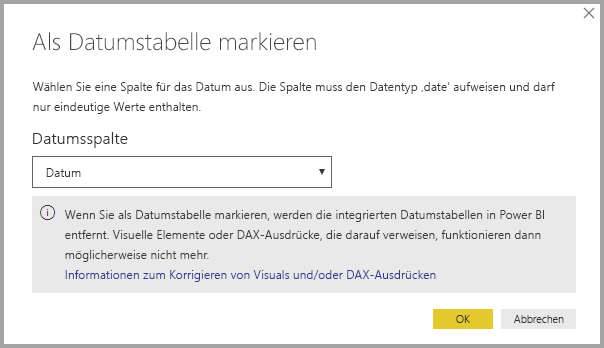 Als Datumstabelle markieren
Wählen Sie eine Spalte für das Datum aus. Die Spalte muss den Datentyp ‚date‘ aufweisen und darf
nur eindeutige Werte enthalten.
Datumsspalte
Datum
Wenn Sie als Datumstabelle markieren, werden die integrierten Datumstabellen in Power BI
entfernt. Visuelle Elemente oder DAX-Ausdrücke, die darauf verweisen, funktionieren dann
möglicherweise nicht mehr.
Informationen zum Korrigieren von Visuals und/oder DAX-Ausdrücken
OK
Abbrechen